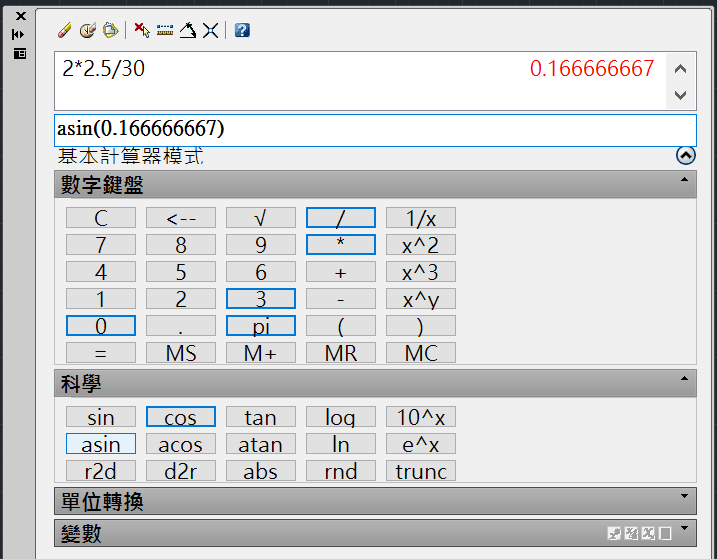 2*2.5/30 0.166666667
asin(0.166666667)
基本計算器模式
數字鍵盤
C <-- √ / 1/x
7 8 9 * x^2
4 5 6 + x^3
1 2 3 - x^y
0 . pi ( )
= MS M+ MR MC
科學
sin cos tan log 10^x
asin acos atan ln e^x
r2d d2r abs rnd trunc
單位轉換
變數